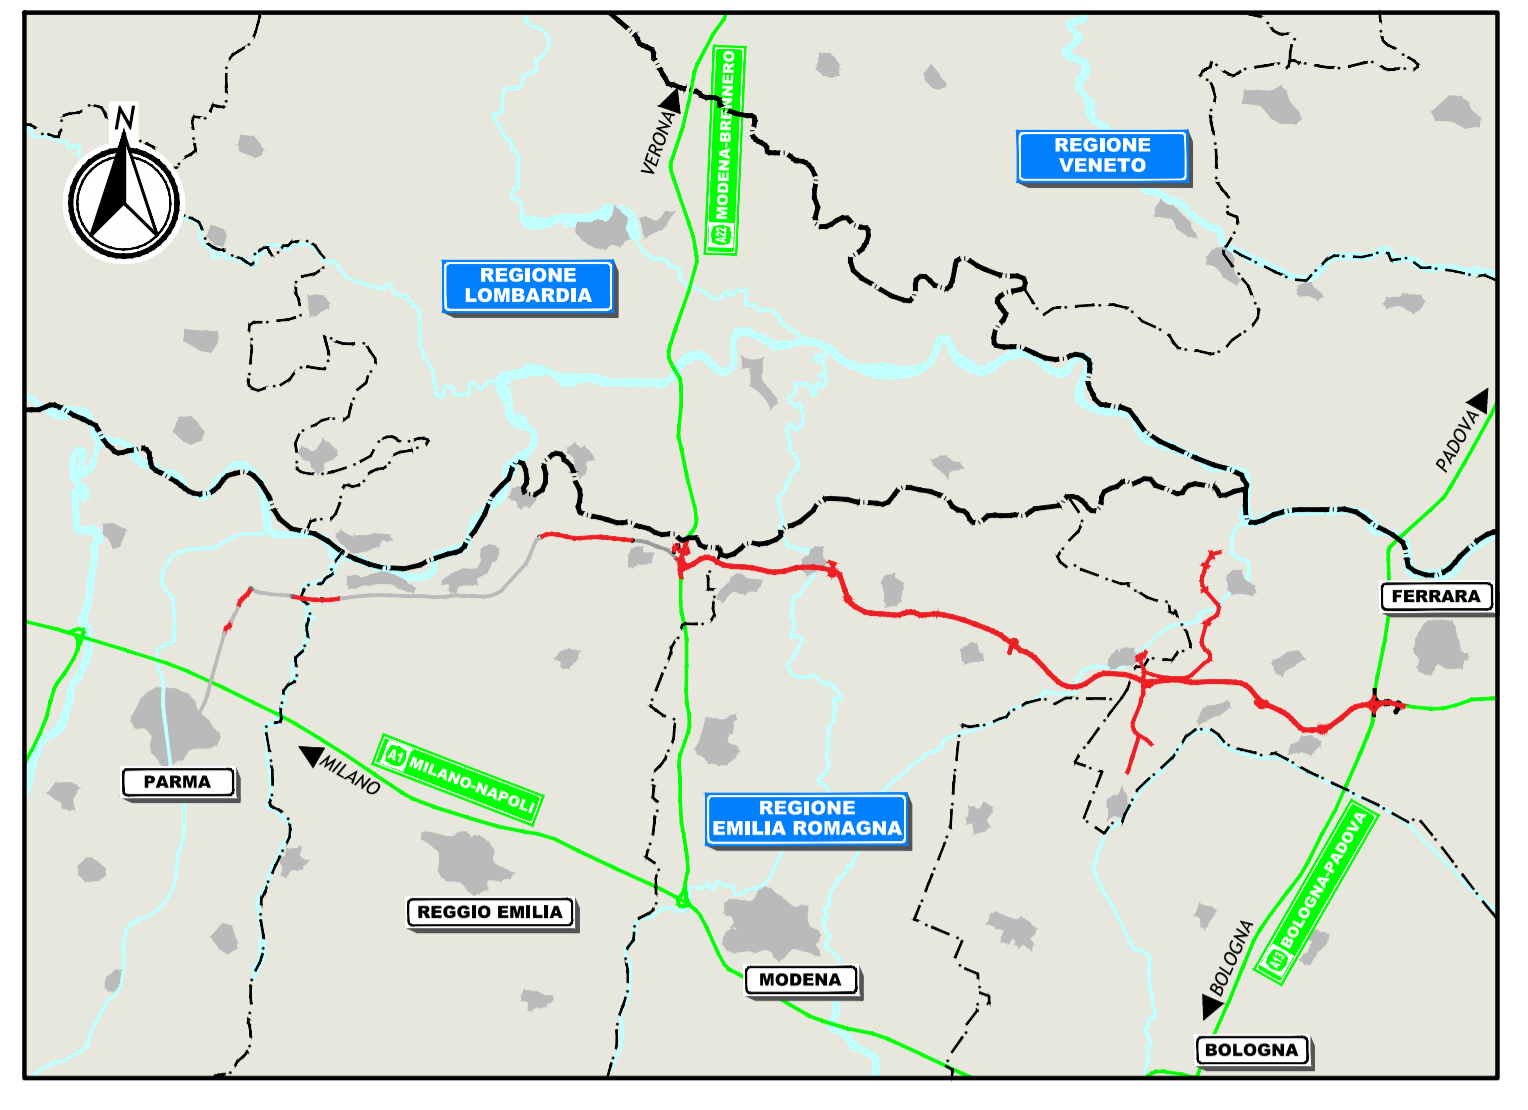 N
VERONA
A22 MODENA-BRENNERO
REGIONE
VENETO
REGIONE
LOMBARDIA
PADOVA
FERRARA
PARMA
MILANO
A1 MILANO-NAPOLI
REGIONE
EMILIA ROMAGNA
A13 BOLOGNA-PADOVA
REGGIO EMILIA
BOLOGNA
MODENA
BOLOGNA